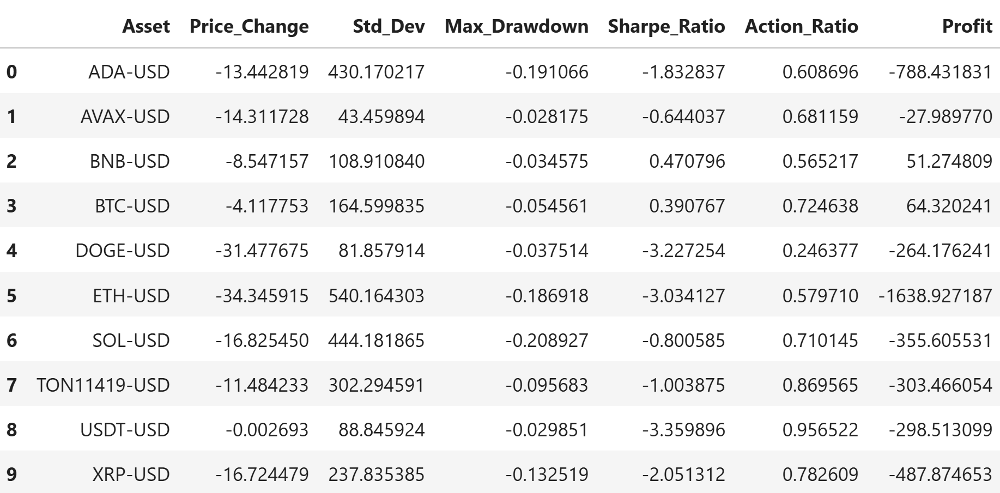 Asset Price_Change Std_Dev Max_Drawdown Sharpe_Ratio Action_Ratio Profit
0 ADA-USD -13.442819 430.170217 -0.191066 -1.832837 0.608696 -788.431831
1 AVAX-USD -14.311728 43.459894 -0.028175 -0.644037 0.681159 -27.989770
2 BNB-USD -8.547157 108.910840 -0.034575 0.470796 0.565217 51.274809
3 BTC-USD -4.117753 164.599835 -0.054561 0.390767 0.724638 64.320241
4 DOGE-USD -31.477675 81.857914 -0.037514 -3.227254 0.246377 -264.176241
5 ETH-USD -34.345915 540.164303 -0.186918 -3.034127 0.579710 -1638.927187
6 SOL-USD -16.825450 444.181865 -0.208927 -0.800585 0.710145 -355.605531
7 TON11419-USD -11.484233 302.294591 -0.095683 -1.003875 0.869565 -303.466054
8 USDT-USD -0.002693 88.845924 -0.029851 -3.359896 0.956522 -298.513099
9 XRP-USD -16.724479 237.835385 -0.132519 -2.051312 0.782609 -487.874653